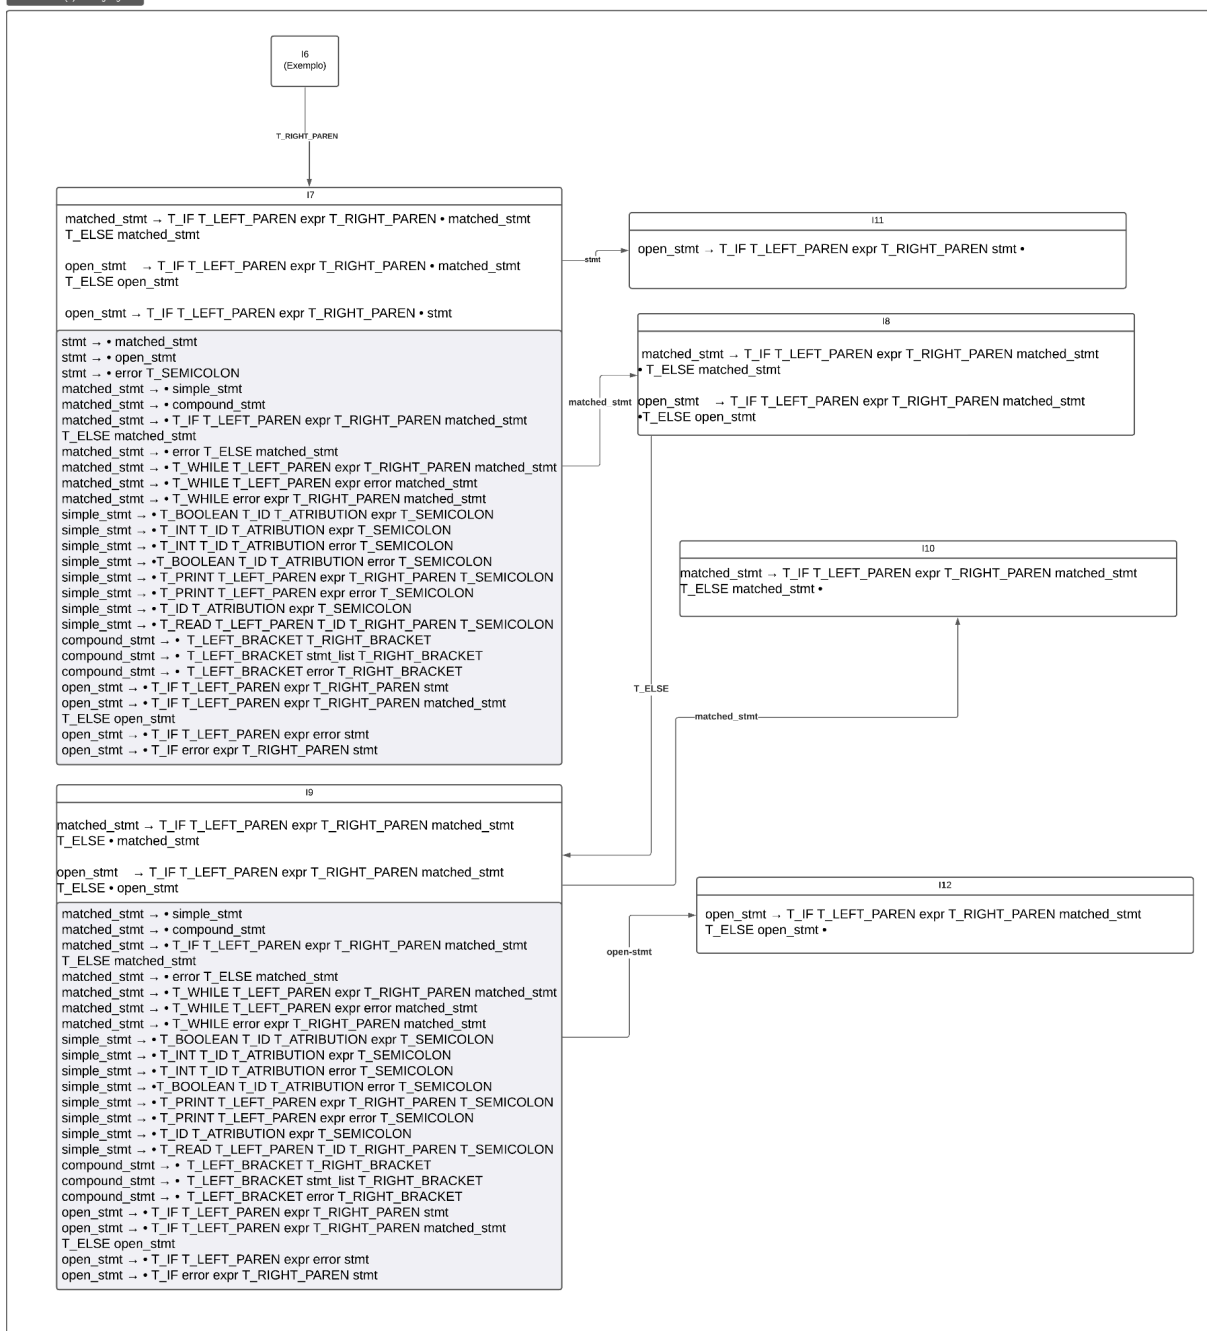 I6
(Exemplo)
T_RIGHT_PAREN
I7
matched_stmt → T_IF T_LEFT_PAREN expr T_RIGHT_PAREN • matched_stmt
T_ELSE matched_stmt
open_stmt → T_IF T_LEFT_PAREN expr T_RIGHT_PAREN • matched_stmt
T_ELSE open_stmt
open_stmt → T_IF T_LEFT_PAREN expr T_RIGHT_PAREN • stmt
stmt → • matched_stmt
stmt → • open_stmt
stmt → • error T_SEMICOLON
matched_stmt → • simple_stmt
matched_stmt → • compound_stmt
matched_stmt → • T_IF T_LEFT_PAREN expr T_RIGHT_PAREN matched_stmt
T_ELSE matched_stmt
matched_stmt → • error T_ELSE matched_stmt
matched_stmt → • T_WHILE T_LEFT_PAREN expr T_RIGHT_PAREN matched_stmt
matched_stmt → • T_WHILE T_LEFT_PAREN expr error matched_stmt
matched_stmt → • T_WHILE error expr T_RIGHT_PAREN matched_stmt
simple_stmt → • T_BOOLEAN T_ID T_ATRIBUTION expr T_SEMICOLON
simple_stmt → • T_INT T_ID T_ATRIBUTION expr T_SEMICOLON
simple_stmt → • T_INT T_ID T_ATRIBUTION error T_SEMICOLON
simple_stmt → •T_BOOLEAN T_ID T_ATRIBUTION error T_SEMICOLON
simple_stmt → • T_PRINT T_LEFT_PAREN expr T_RIGHT_PAREN T_SEMICOLON
simple_stmt → • T_PRINT T_LEFT_PAREN expr error T_SEMICOLON
simple_stmt → • T_ID T_ATRIBUTION expr T_SEMICOLON
simple_stmt → • T_READ T_LEFT_PAREN T_ID T_RIGHT_PAREN T_SEMICOLON
compound_stmt → • T_LEFT_BRACKET T_RIGHT_BRACKET
compound_stmt → • T_LEFT_BRACKET stmt_list T_RIGHT_BRACKET
compound_stmt → • T_LEFT_BRACKET error T_RIGHT_BRACKET
open_stmt → • T_IF T_LEFT_PAREN expr T_RIGHT_PAREN stmt
open_stmt → • T_IF T_LEFT_PAREN expr T_RIGHT_PAREN matched_stmt
T_ELSE open_stmt
open_stmt → • T_IF T_LEFT_PAREN expr error stmt
open_stmt → • T_IF error expr T_RIGHT_PAREN stmt
stmt
I11
open_stmt → T_IF T_LEFT_PAREN expr T_RIGHT_PAREN stmt •
matched_stmt
I8
matched_stmt → T_IF T_LEFT_PAREN expr T_RIGHT_PAREN matched_stmt
• T_ELSE matched_stmt
open_stmt → T_IF T_LEFT_PAREN expr T_RIGHT_PAREN matched_stmt
•T_ELSE open_stmt
I10
matched_stmt → T_IF T_LEFT_PAREN expr T_RIGHT_PAREN matched_stmt
T_ELSE matched_stmt •
T_ELSE
matched_stmt
I9
matched_stmt → T_IF T_LEFT_PAREN expr T_RIGHT_PAREN matched_stmt
T_ELSE • matched_stmt
open_stmt → T_IF T_LEFT_PAREN expr T_RIGHT_PAREN matched_stmt
T_ELSE • open_stmt
matched_stmt → • simple_stmt
matched_stmt → • compound_stmt
matched_stmt → • T_IF T_LEFT_PAREN expr T_RIGHT_PAREN matched_stmt
T_ELSE matched_stmt
matched_stmt → • error T_ELSE matched_stmt
matched_stmt → • T_WHILE T_LEFT_PAREN expr T_RIGHT_PAREN matched_stmt
matched_stmt → • T_WHILE T_LEFT_PAREN expr error matched_stmt
matched_stmt → • T_WHILE error expr T_RIGHT_PAREN matched_stmt
simple_stmt → • T_BOOLEAN T_ID T_ATRIBUTION expr T_SEMICOLON
simple_stmt → • T_INT T_ID T_ATRIBUTION expr T_SEMICOLON
simple_stmt → • T_INT T_ID T_ATRIBUTION error T_SEMICOLON
simple_stmt → •T_BOOLEAN T_ID T_ATRIBUTION error T_SEMICOLON
simple_stmt → • T_PRINT T_LEFT_PAREN expr T_RIGHT_PAREN T_SEMICOLON
simple_stmt → • T_PRINT T_LEFT_PAREN expr error T_SEMICOLON
simple_stmt → • T_ID T_ATRIBUTION expr T_SEMICOLON
simple_stmt → • T_READ T_LEFT_PAREN T_ID T_RIGHT_PAREN T_SEMICOLON
compound_stmt → • T_LEFT_BRACKET T_RIGHT_BRACKET
compound_stmt → • T_LEFT_BRACKET stmt_list T_RIGHT_BRACKET
compound_stmt → • T_LEFT_BRACKET error T_RIGHT_BRACKET
open_stmt → • T_IF T_LEFT_PAREN expr T_RIGHT_PAREN stmt
open_stmt → • T_IF T_LEFT_PAREN expr T_RIGHT_PAREN matched_stmt
T_ELSE open_stmt
open_stmt → • T_IF T_LEFT_PAREN expr error stmt
open_stmt → • T_IF error expr T_RIGHT_PAREN stmt
open-stmt
I12
open_stmt → T_IF T_LEFT_PAREN expr T_RIGHT_PAREN matched_stmt
T_ELSE open_stmt •